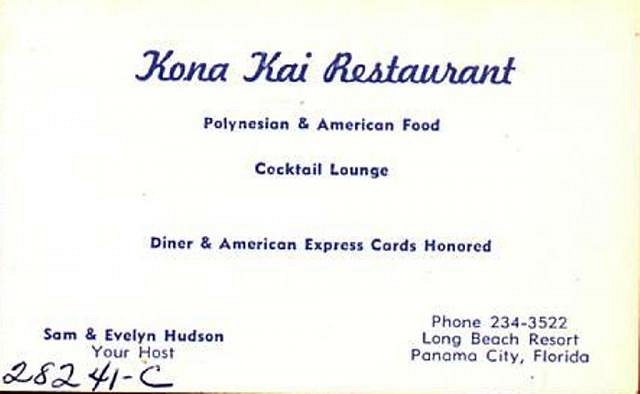 Kona Kai Restaurant
Polynesian & American Food
Cocktail Lounge
Diner & American Express Cards Honored
Sam & Evelyn Hudson
Your Host
28241-C
Phone 234-3522
Long Beach Resort
Panama City, Florida